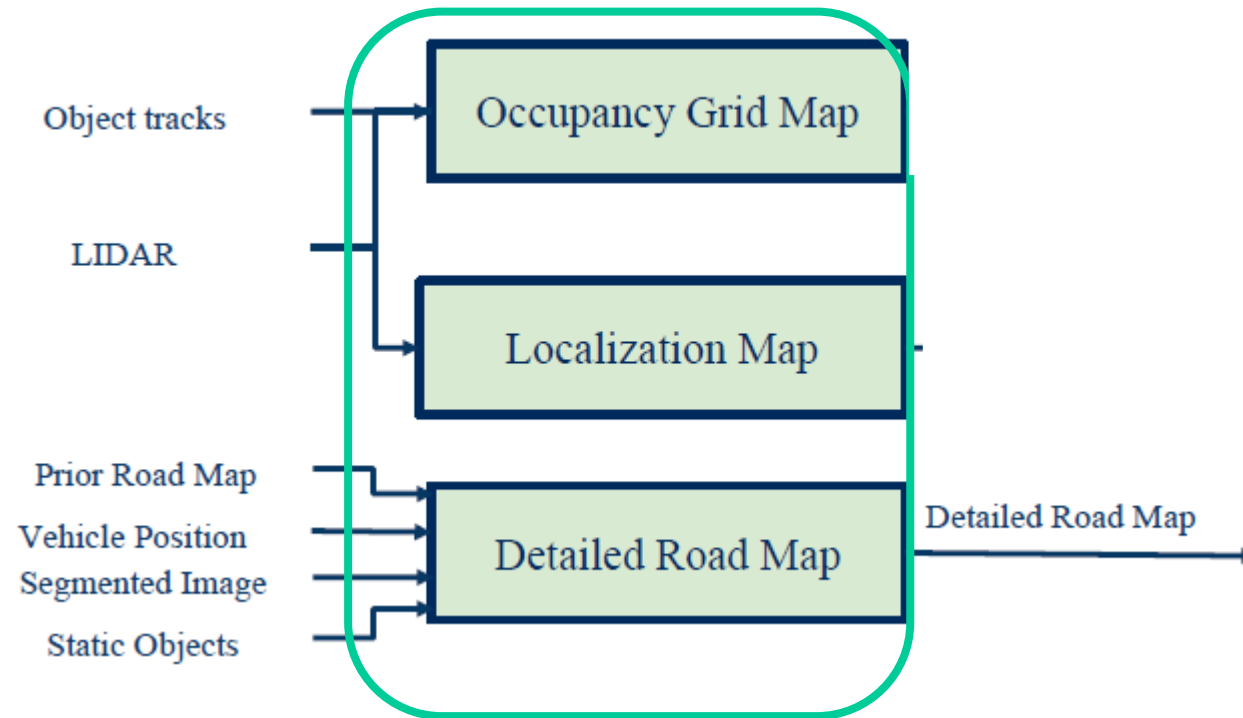 Object tracks
Occupancy Grid Map
LIDAR
Localization Map
Prior Road Map
Vehicle Position
Segmented Image
Static Objects
Detailed Road Map
Detailed Road Map